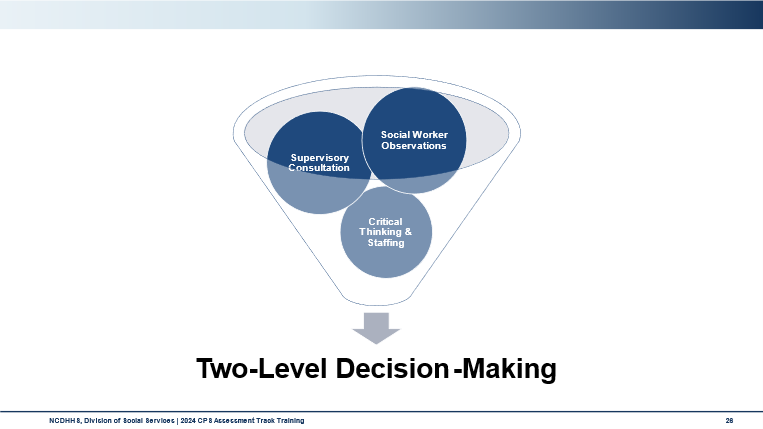 Social Worker
Observations
Supervisory
Consultation
Critical
Thinking &
Staffing
Two-Level Decision-Making
NCDHHS, Division of Social Services | 2024 CPS Assessment Track Training
28